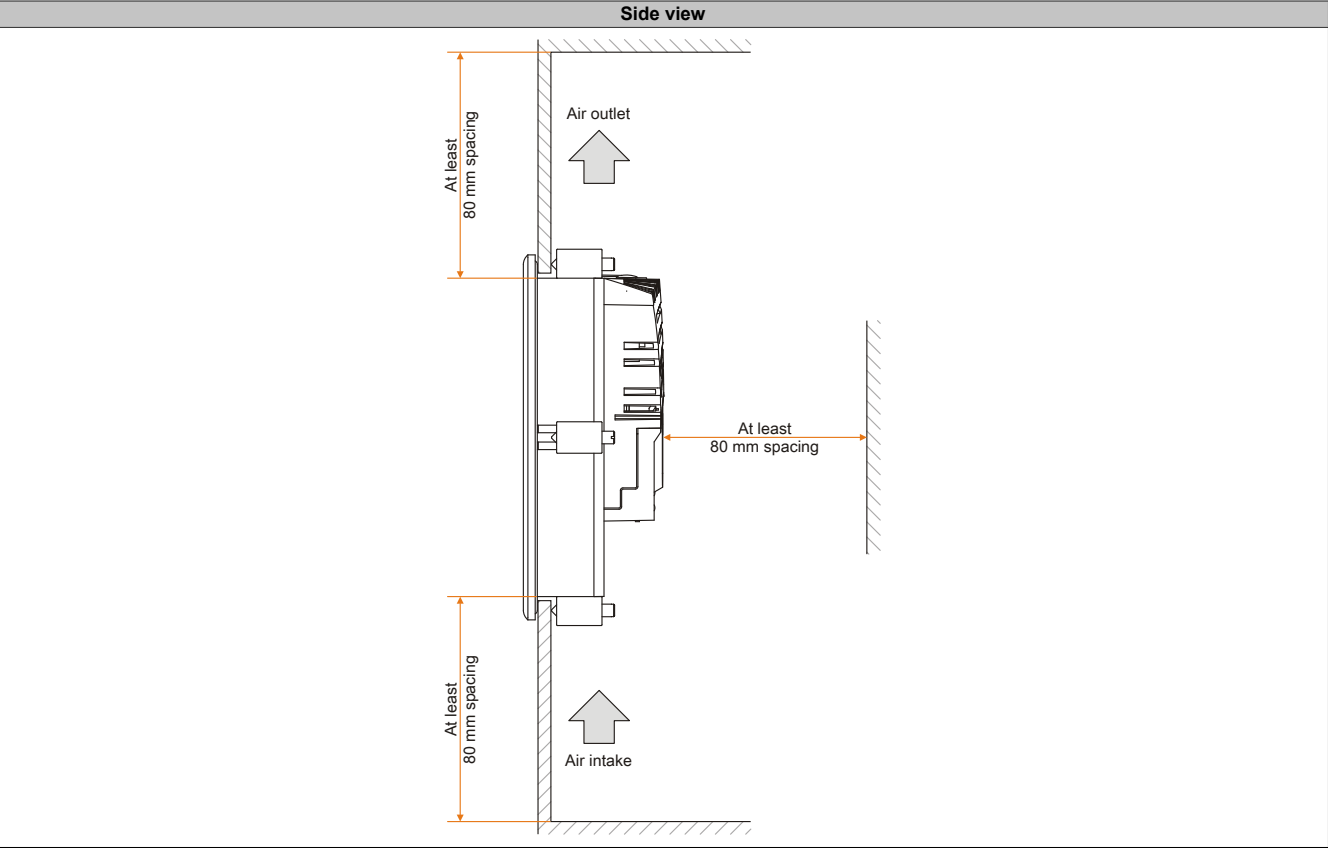 Side view
Air outlet
At least
80 mm spacing
At least
80 mm spacing
At least
80 mm spacing
Air intake